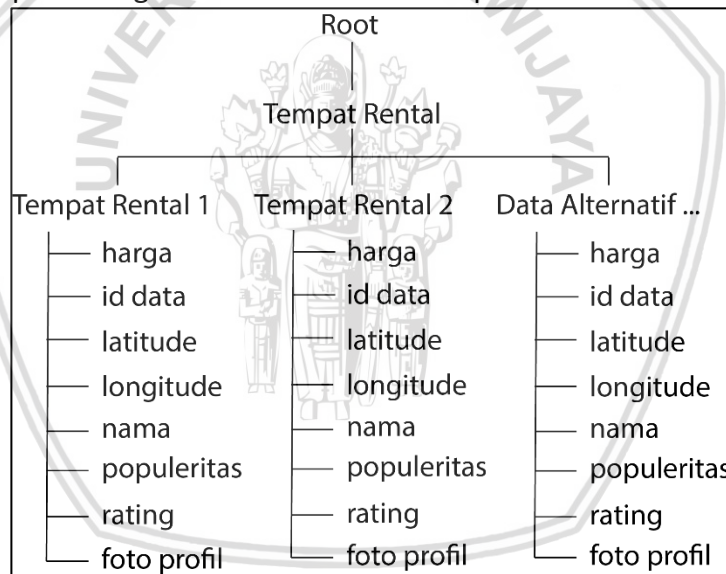 Root
Tempat Rental
Tempat Rental 1 Tempat Rental 2 Data Alternatif ...
harga harga harga
id data id data id data
latitude latitude latitude
longitude longitude longitude
nama nama nama
populeritas populeritas populeritas
rating rating rating
foto profil foto profil foto profil